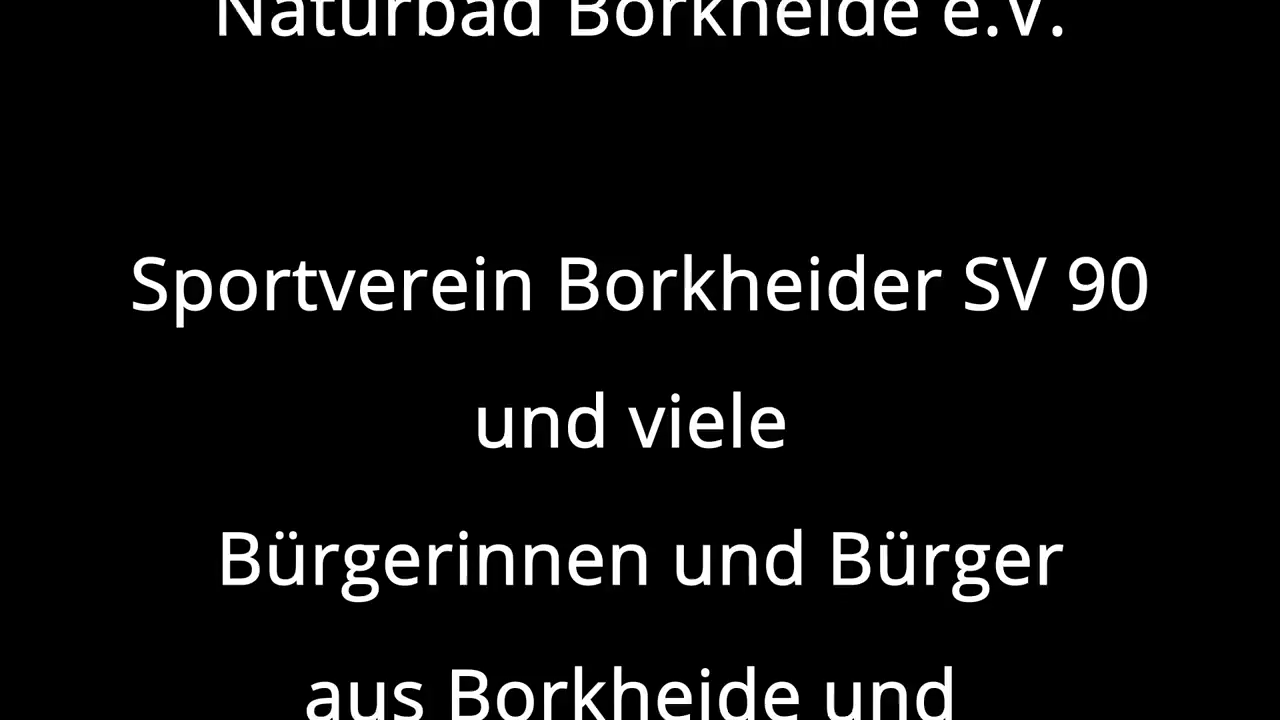 Naturbad Borkheide e.V.
Sportverein Borkheider SV 90
und viele
Bürgerinnen und Bürger
aus Borkheide und